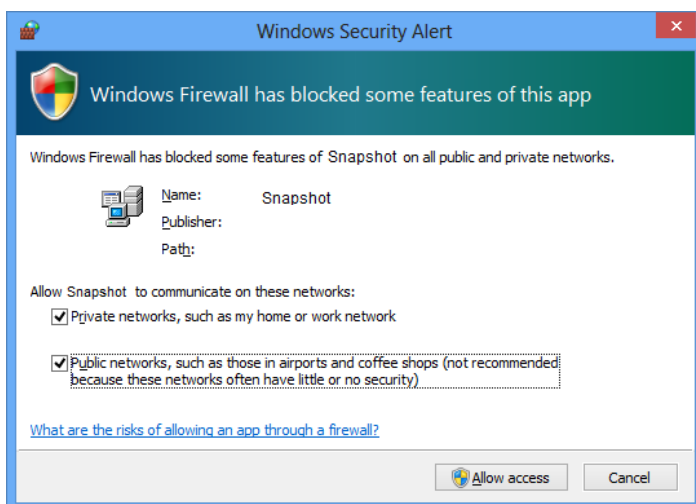 Windows Security Alert
Windows Firewall has blocked some features of this app
Windows Firewall has blocked some features of Snapshot on all public and private networks.
Name: Snapshot
Publisher:
Path:
Allow Snapshot to communicate on these networks:
Private networks, such as my home or work network
Public networks, such as those in airports and coffee shops (not recommended
because these networks often have little or no security)
What are the risks of allowing an app through a firewall?
Allow access Cancel